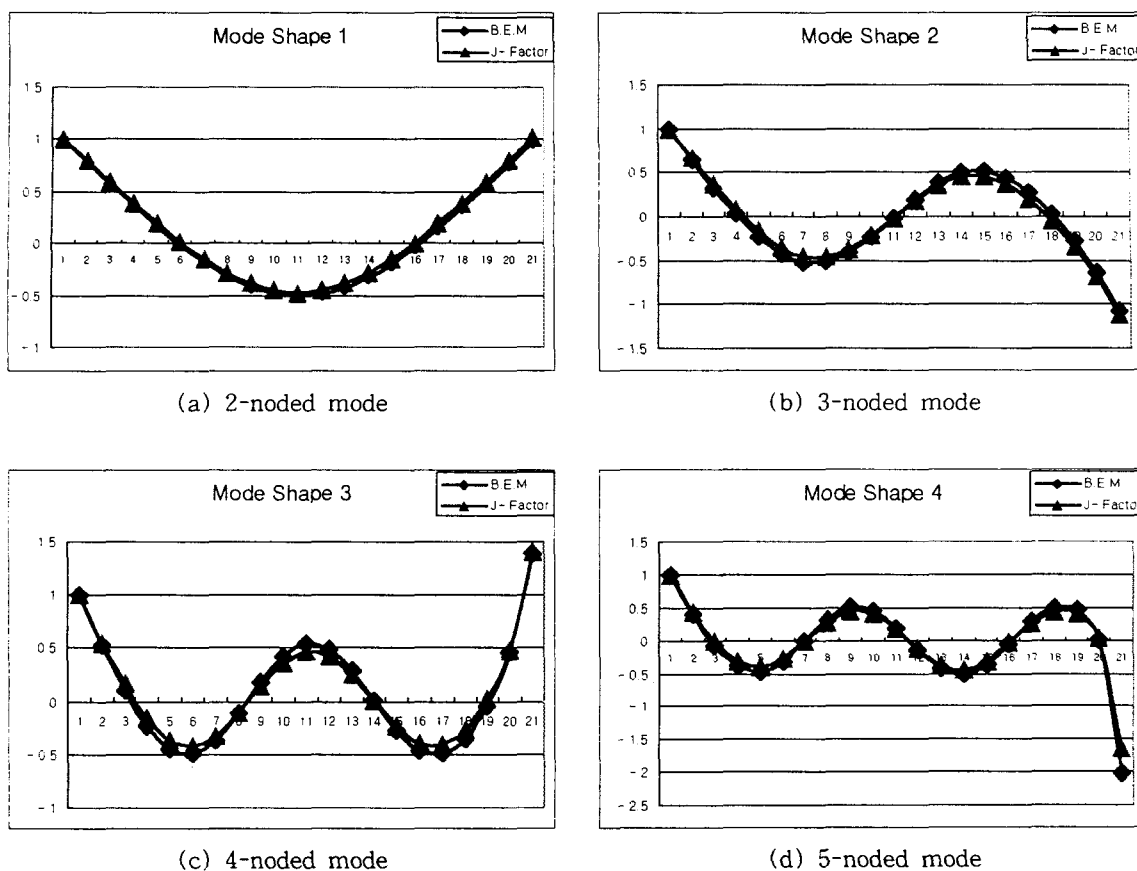 Mode Shape 1
B.E.M
J- Factor
1.5
1
0.5
0
-0.5
-1
1 2 3 4 5 6 7 8 9 10 11 12 13 14 15 16 17 18 19 20 21
(a) 2-noded mode
Mode Shape 2
B.E.M
J- Factor
1.5
1
0.5
0
-0.5
-1
-1.5
1 2 3 4 5 6 7 8 9 10 11 12 13 14 15 16 17 18 19 20 21
(b) 3-noded mode
Mode Shape 3
B.E.M
J- Factor
1.5
1
0.5
0
-0.5
-1
1 2 3 4 5 6 7 8 9 10 11 12 13 14 15 16 17 18 19 20 21
(c) 4-noded mode
Mode Shape 4
B.E.M
J- Factor
1.5
1
0.5
0
-0.5
-1
-1.5
-2
-2.5
1 2 3 4 5 6 7 8 9 10 11 12 13 14 15 16 17 18 19 20 21
(d) 5-noded mode